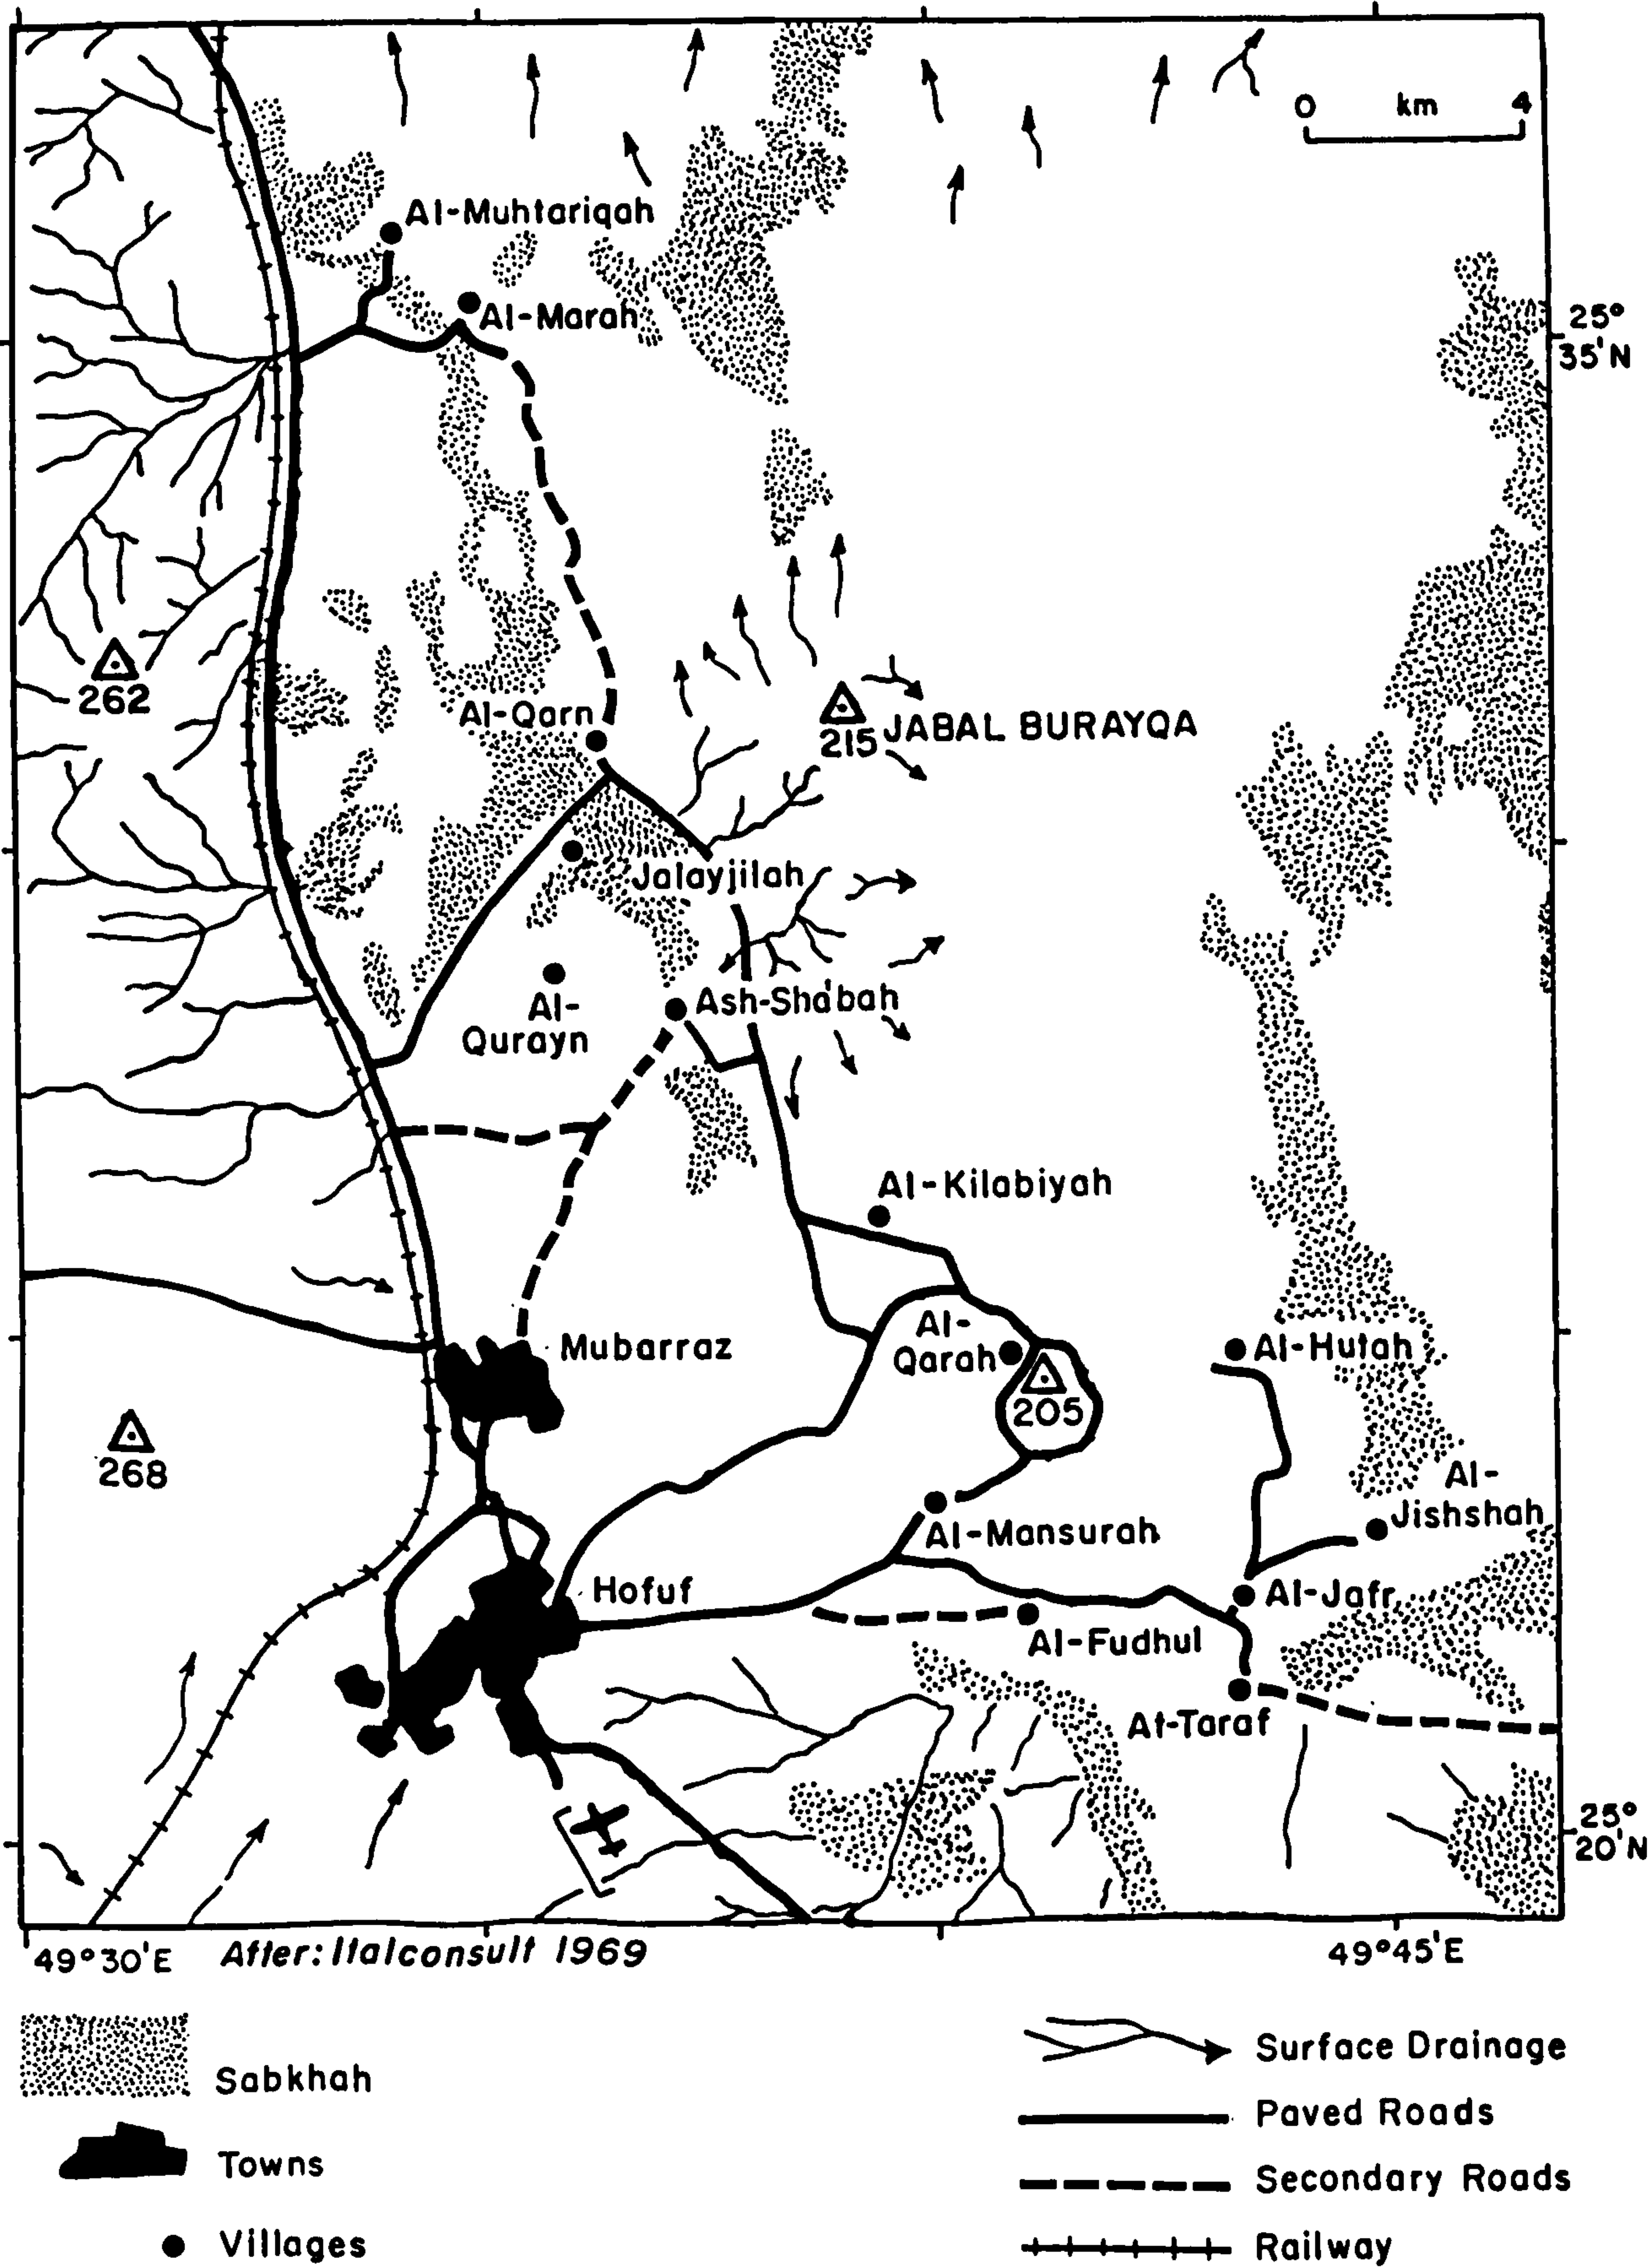 0 km 4
Al-Muhtariqah
Al-Marah
25°
35'N
262
Al-Qarn
215 JABAL BURAYQA
Jalayjilah
Al-
Qurayn
Ash-Sha'bah
Al-Kilabiyah
Al-
Qarah
205
Mubarraz
Al-Hutah
268
Al-
Jishshah
Al-Mansurah
Hofuf
Al-Jafr
Al-Fudhul
At-Taraf
25°
20'N
49°30'E After: Italconsult 1969 49°45'E
Sabkhah
Towns
Villages
Surface Drainage
Paved Roads
Secondary Roads
Railway